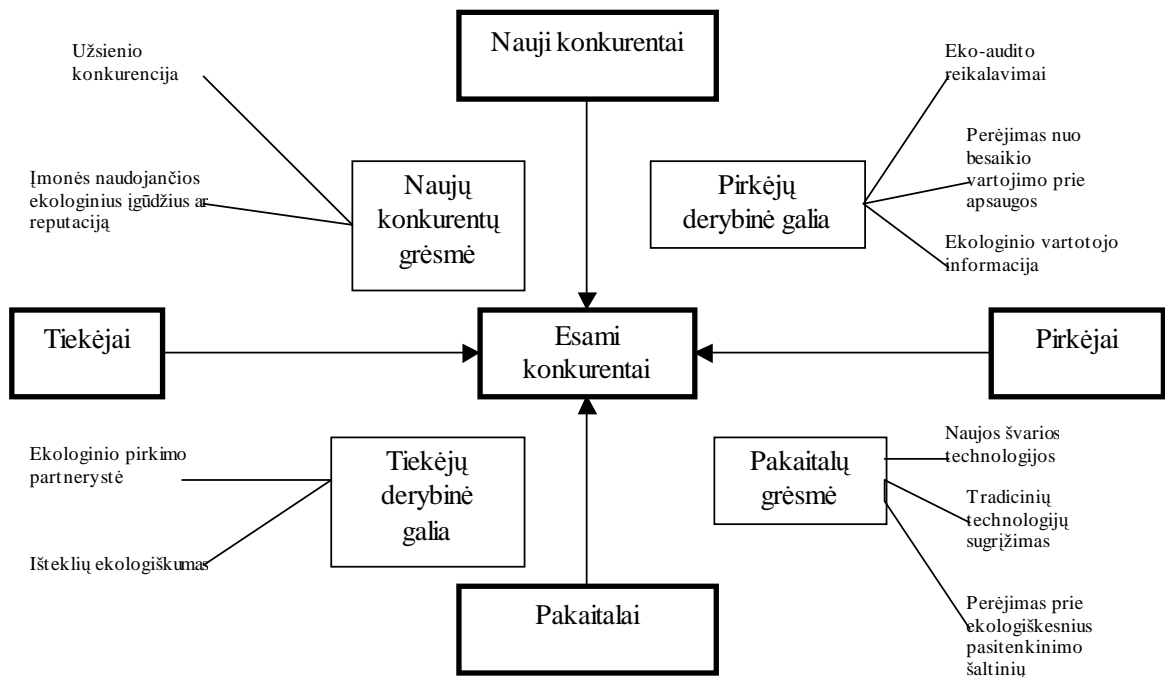 Nauji konkurentai
Užsienio
konkurencija
Eko-audito
reikalavimai
Įmonės naudojančios
ekologinius įgūdžius ar
reputaciją
Naujų
konkurentų
grėsmė
Pirkėjų
derybinė galia
Perėjimas nuo
besaikio
vartojimo prie
apsaugos
Ekologinio vartotojo
informacija
Tiekėjai
Esami
konkurentai
Pirkėjai
Ekologinio pirkimo
partnerystė
Išteklių ekologiškumas
Tiekėjų
derybinė
galia
Pakaitalų
grėsmė
Naujos švarios
technologijos
Tradicinių
technologijų
sugrįžimas
Perėjimas prie
ekologiškesnius
pasitenkinimo
šaltinių
Pakaitalai